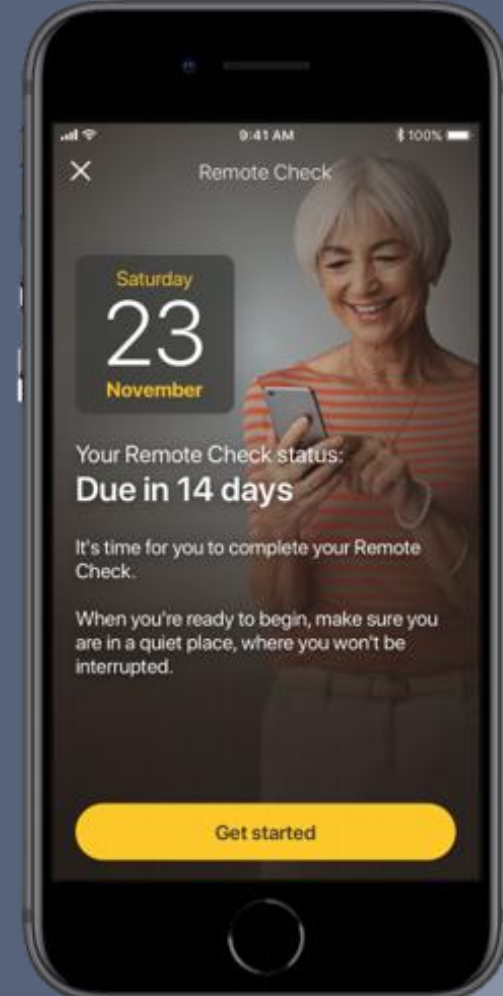 9:41 AM
100%
Remote Check
Saturday
23
November
Your Remote Check status:
Due in 14 days
It's time for you to complete your Remote
Check.
When you're ready to begin, make sure you
are in a quiet place, where you won't be
interrupted.
Get started